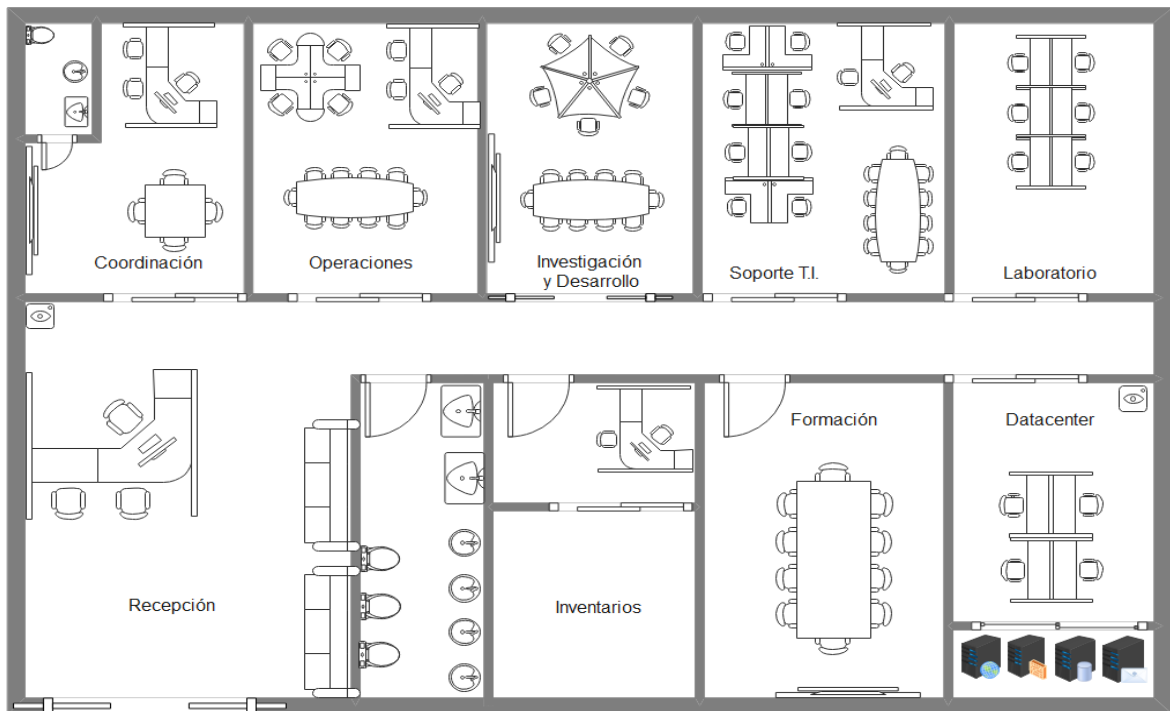 Coordinación
Operaciones
Investigación
y Desarrollo
Soporte T.I.
Laboratorio
Formación
Datacenter
Recepción
Inventarios